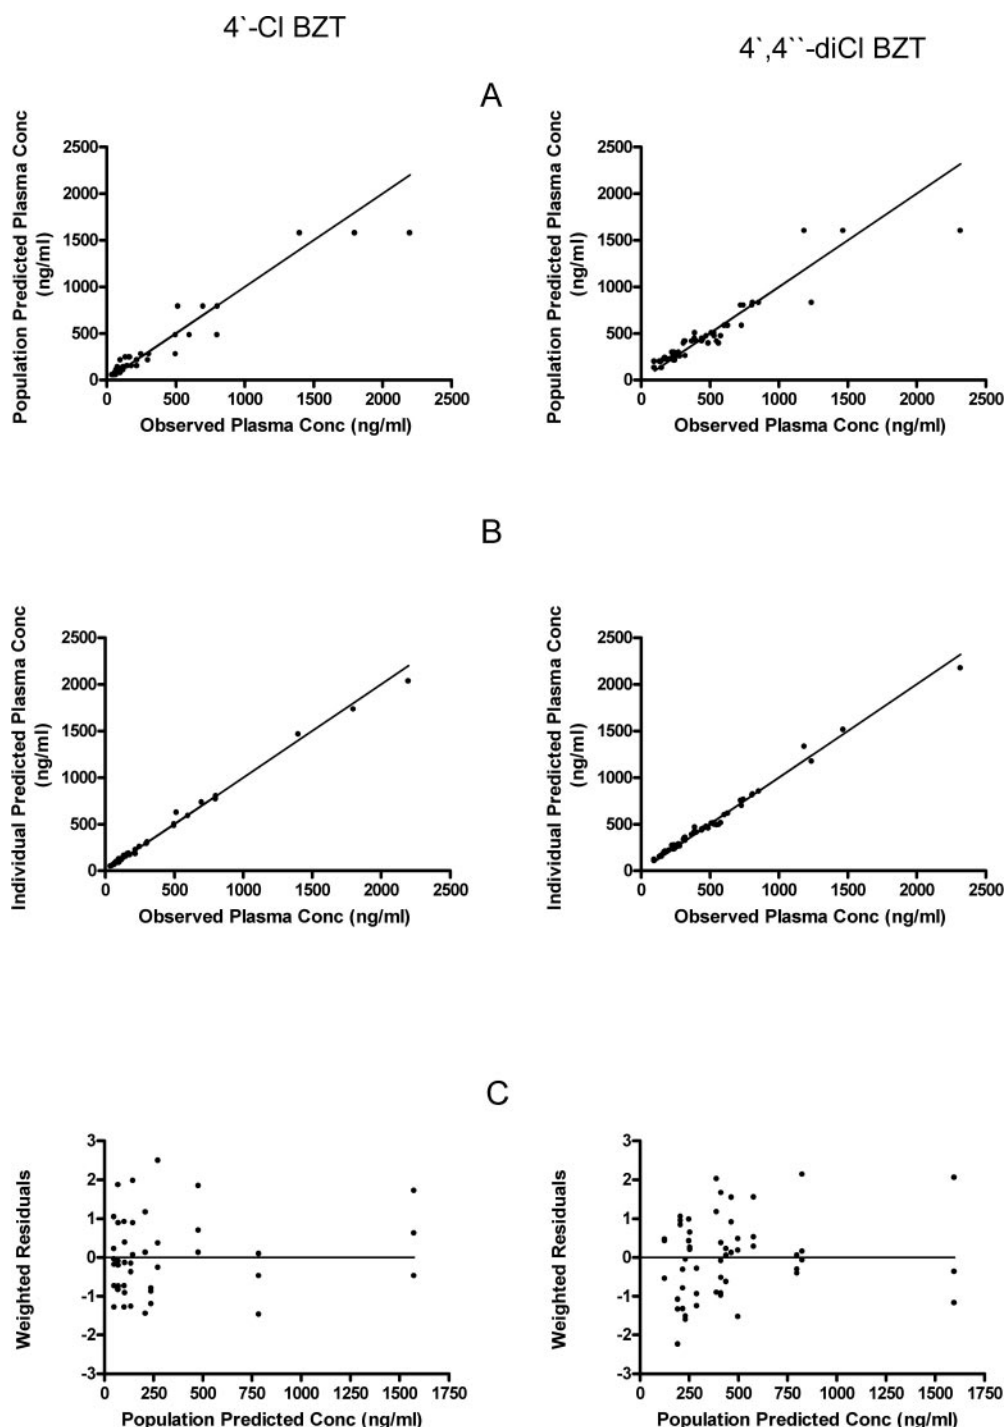 4`-Cl BZT
4`,4``-diCl BZT
A
Population Predicted Plasma Conc
(ng/ml)
2500
2000
1500
1000
500
0
0 500 1000 1500 2000 2500
Observed Plasma Conc (ng/ml)
Population Predicted Plasma Conc
(ng/ml)
2500
2000
1500
1000
500
0
0 500 1000 1500 2000 2500
Observed Plasma Conc (ng/ml)
B
Individual Predicted Plasma Conc
(ng/ml)
2500
2000
1500
1000
500
0
0 500 1000 1500 2000 2500
Observed Plasma Conc (ng/ml)
Individual Predicted Plasma Conc
(ng/ml)
2500
2000
1500
1000
500
0
0 500 1000 1500 2000 2500
Observed Plasma Conc (ng/ml)
C
Weighted Residuals
3
2
1
0
-1
-2
-3
0 250 500 750 1000 1250 1500 1750
Population Predicted Conc (ng/ml)
Weighted Residuals
3
2
1
0
-1
-2
-3
0 250 500 750 1000 1250 1500 1750
Population Predicted Conc (ng/ml)